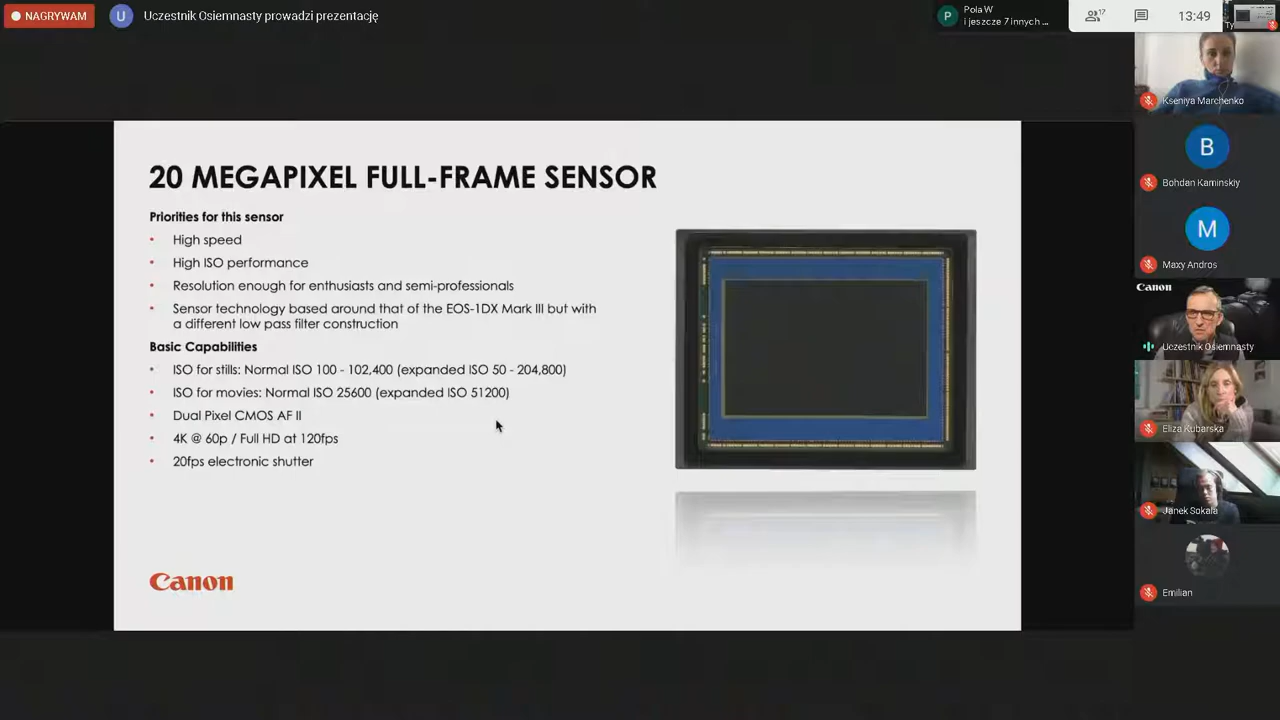 NAGRYWAM
U
Uczestnik Osiemnasty prowadzi prezentację
P
Pola W
i jeszcze 7 innych ...
17
13:49
Ty
Kseniya Marchenko
B
Bohdan Kaminskiy
M
Maxy Andros
Canon
Uczestnik Osiemnasty
Eliza Kubarska
Janek Sokala
Emilian
20 MEGAPIXEL FULL-FRAME SENSOR
Priorities for this sensor
• High speed
• High ISO performance
• Resolution enough for enthusiasts and semi-professionals
• Sensor technology based around that of the EOS-1DX Mark III but with
a different low pass filter construction
Basic Capabilities
• ISO for stills: Normal ISO 100 - 102,400 (expanded ISO 50 - 204,800)
• ISO for movies: Normal ISO 25600 (expanded ISO 51200)
• Dual Pixel CMOS AF II
• 4K @ 60p / Full HD at 120fps
• 20fps electronic shutter
Canon